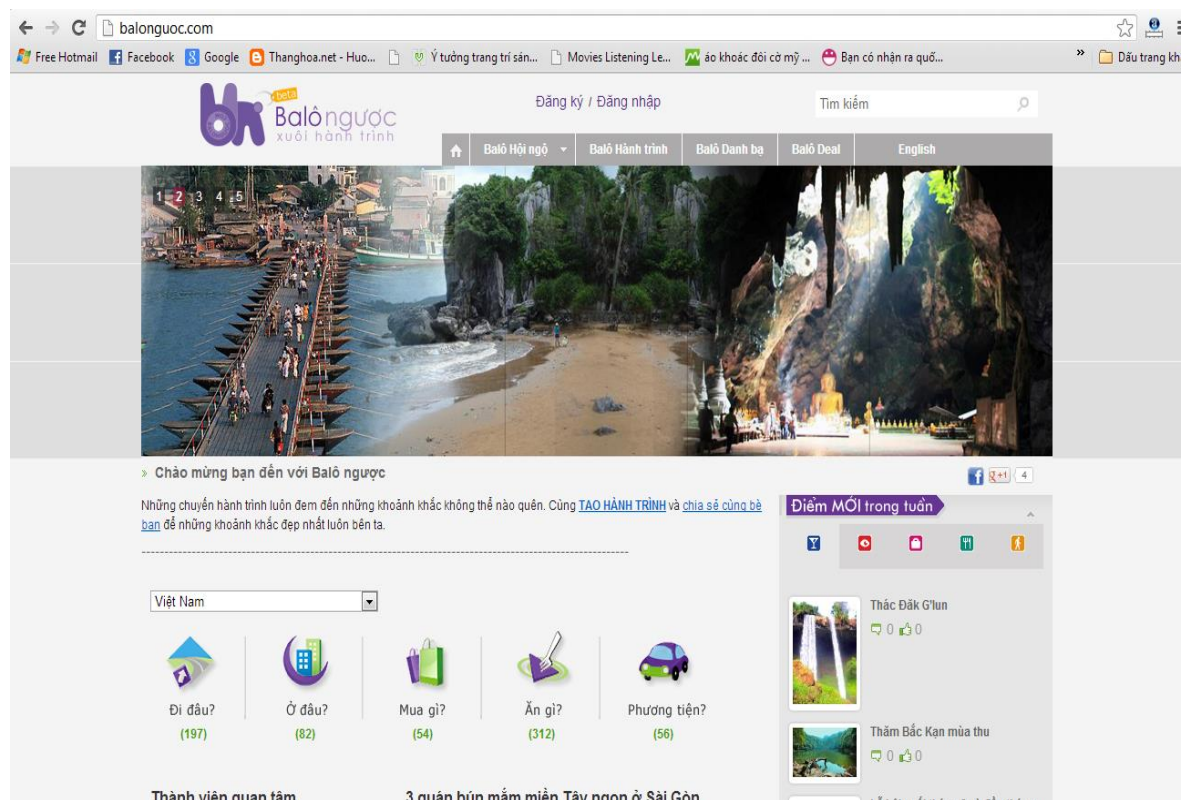 balonguoc.com
Free Hotmail Facebook Google Thanghoa.net - Huo... Ý tưởng trang trí sán... Movies Listening Le... áo khoác đôi cờ mỹ ... Bạn có nhận ra quố... » Dấu trang kh
beta
Balô ngược
xuôi hành trình
Đăng ký / Đăng nhập
Tìm kiếm
Balô Hội ngộ Balô Hành trình Balô Danh bạ Balô Deal English
1 2 3 4 5
» Chào mừng bạn đến với Balô ngược
+1 4
Những chuyến hành trình luôn đem đến những khoảnh khắc không thể nào quên. Cùng TẠO HÀNH TRÌNH và chia sẻ cùng bè
bạn để những khoảnh khắc đẹp nhất luôn bên ta.
Điểm MỚI trong tuần
Việt Nam
Đi đâu? Ở đâu? Mua gì? Ăn gì? Phương tiện?
(197) (82) (54) (312) (56)
Thác Đăk G'lun
0 0
Thăm Bắc Kạn mùa thu
0 0
Thành viên quan tâm
3 quán bún mắm miền Tây ngon ở Sài Gòn